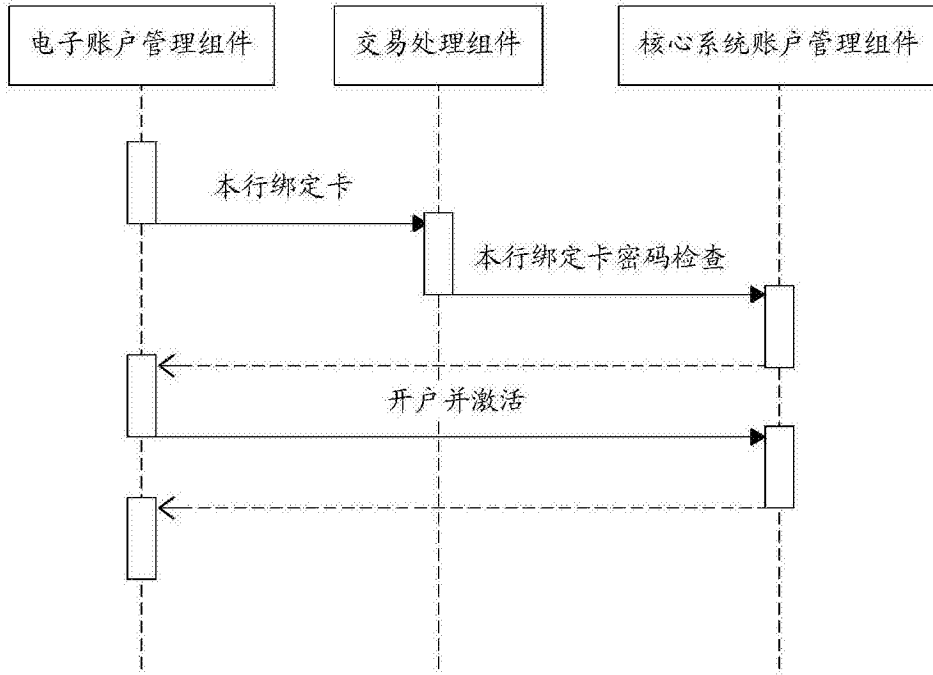 电子账户管理组件
交易处理组件
核心系统账户管理组件
本行绑定卡
本行绑定卡密码检查
开户并激活